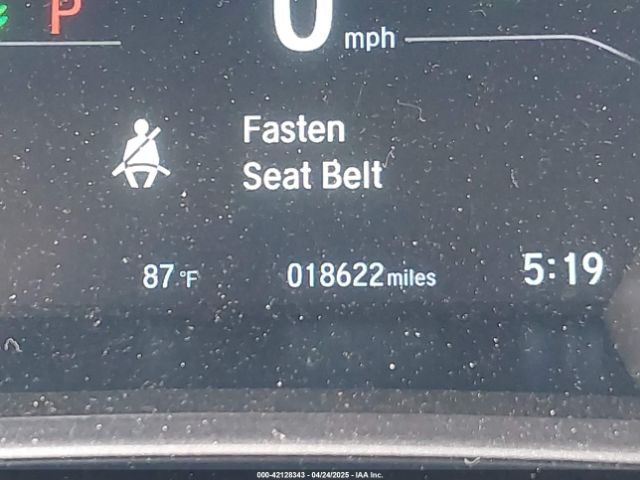 P
0 mph
Fasten
Seat Belt
87 °F 018622 miles 5:19
000-42128343 - 04/24/2025 - IAA Inc.